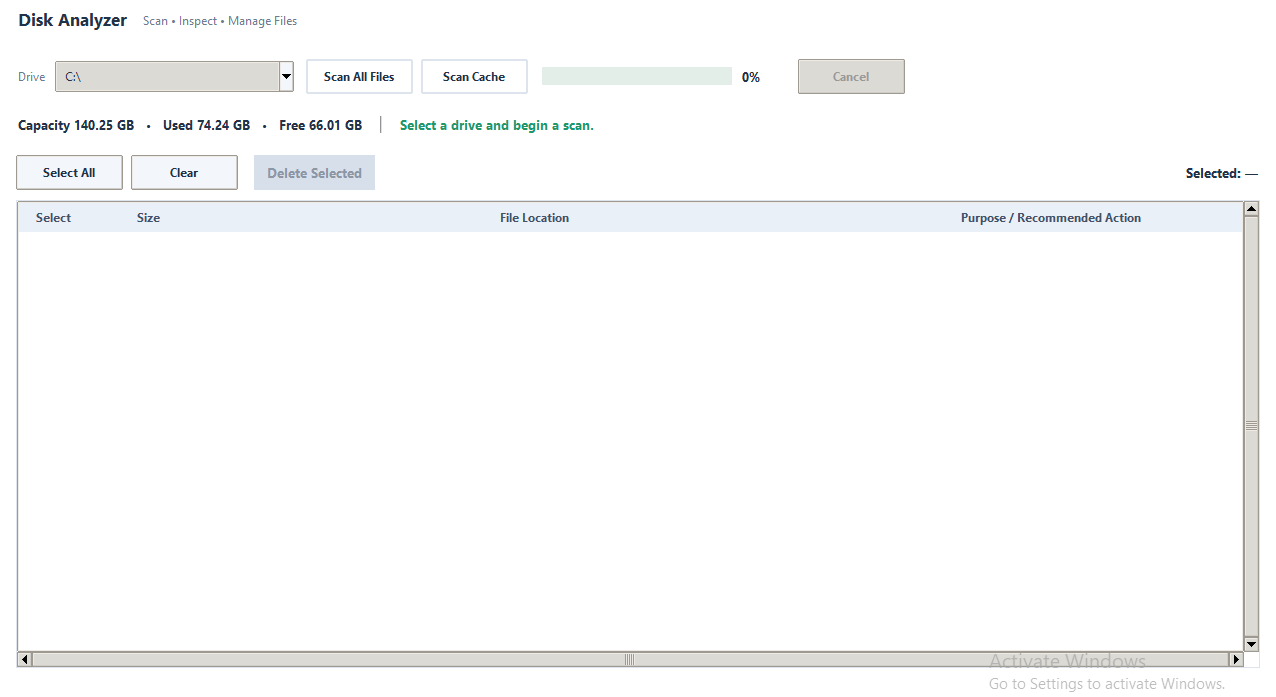 Disk Analyzer Scan • Inspect • Manage Files
Drive C:\ Scan All Files Scan Cache 0% Cancel
Capacity 140.25 GB • Used 74.24 GB • Free 66.01 GB | Select a drive and begin a scan.
Select All Clear Delete Selected Selected: —
Select Size File Location Purpose / Recommended Action
Activate Windows
Go to Settings to activate Windows.